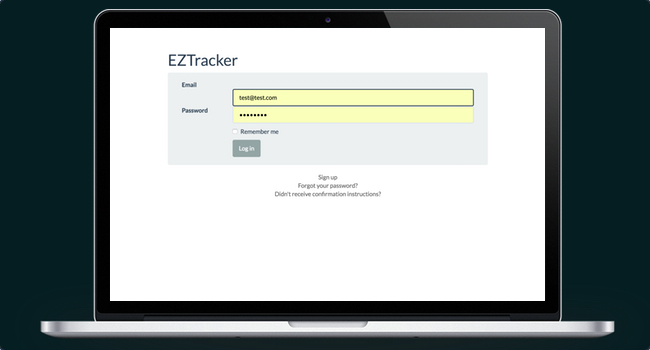 EZTracker
Email
test@test.com
Password
••••••••
Remember me
Log in
Sign up
Forgot your password?
Didn't receive confirmation instructions?